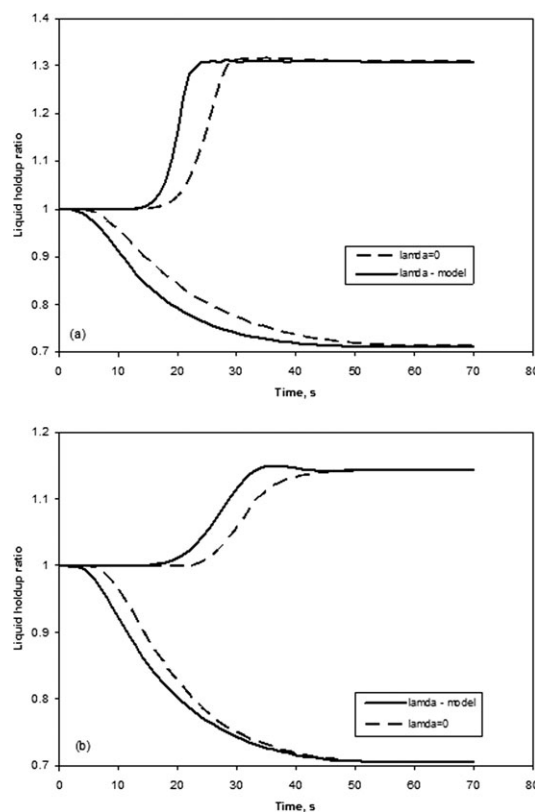 1.4
1.3
1.2
1.1
1
0.9
0.8
0.7
Liquid holdup ratio
lamda=0
lamda - model
(a)
0 10 20 30 40 50 60 70 80
Time, s
1.2
1.1
1
0.9
0.8
0.7
Liquid holdup ratio
lamda - model
lamda=0
(b)
0 10 20 30 40 50 60 70 80
Time, s